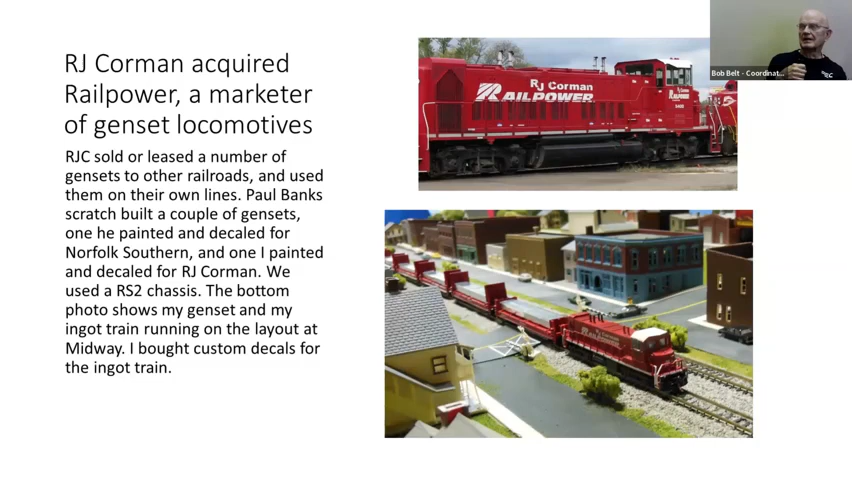 RJ Corman acquired
Railpower, a marketer
of genset locomotives
RJC sold or leased a number of
gensets to other railroads, and used
them on their own lines. Paul Banks
scratch built a couple of gensets,
one he painted and decaled for
Norfolk Southern, and one I painted
and decaled for RJ Corman. We
used a RS2 chassis. The bottom
photo shows my genset and my
ingot train running on the layout at
Midway. I bought custom decals for
the ingot train.
RJ Corman
RAILPOWER
Bob Belt - Coordinat...